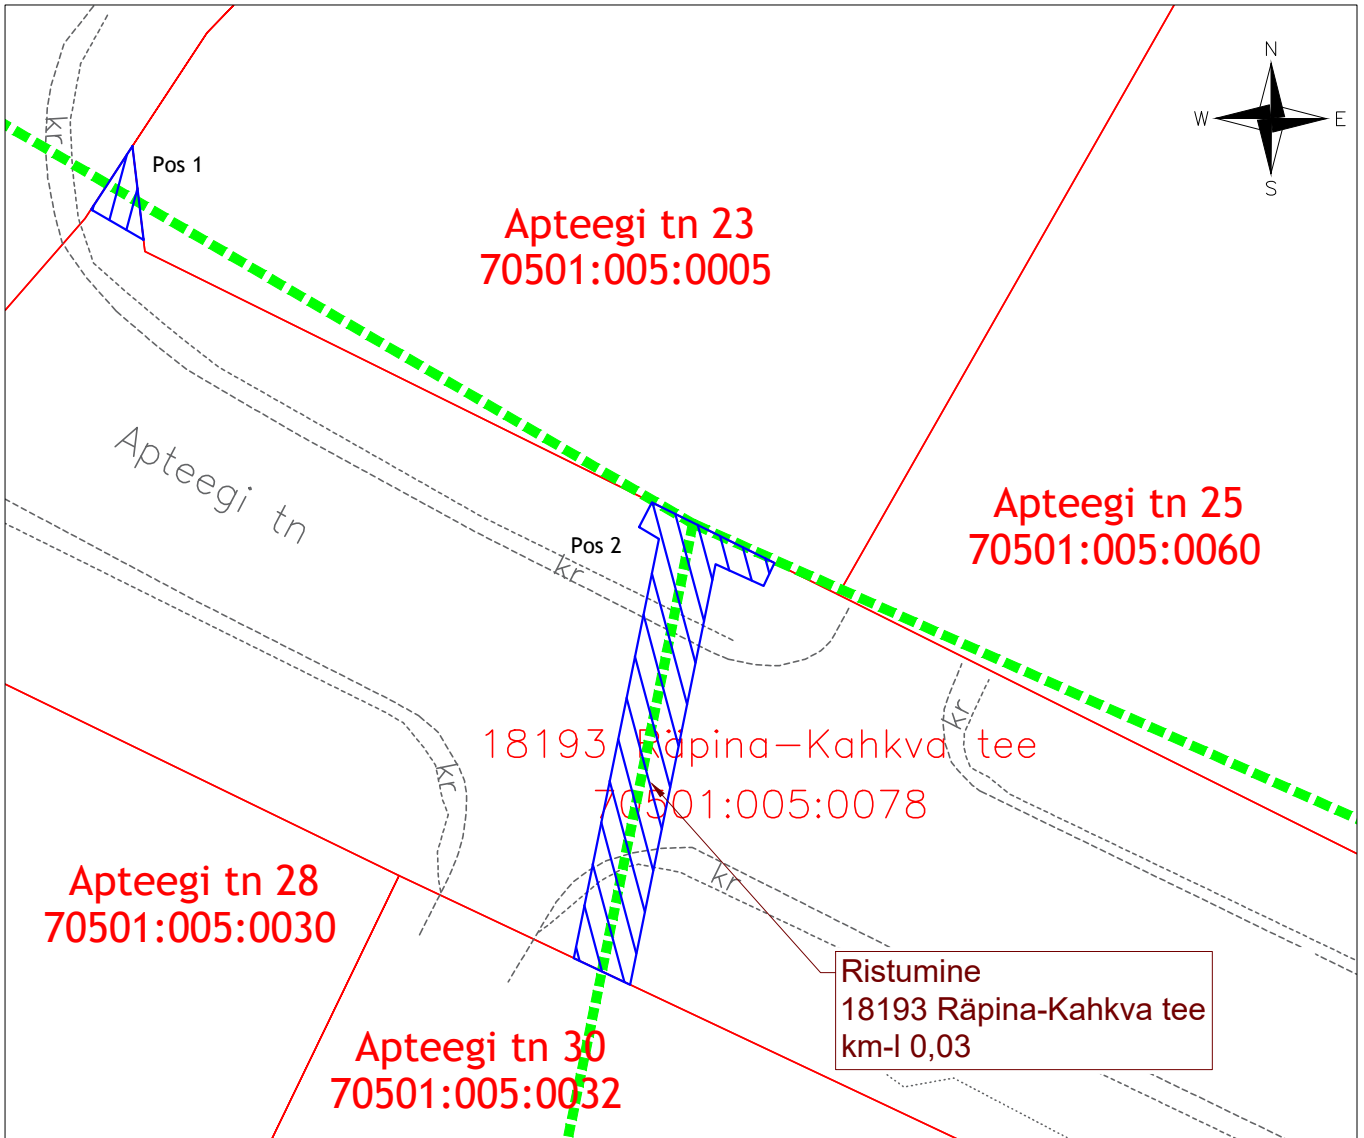 N
W
E
S
kr
Pos 1
Apteegi tn 23
70501:005:0005
Apteegi tn
Apteegi tn 25
70501:005:0060
Pos 2
kr
kr
kr
18193 Räpina-Kahkva tee
70501:005:0078
Apteegi tn 28
70501:005:0030
kr
Ristumine
18193 Räpina-Kahkva tee
km-l 0,03
Apteegi tn 30
70501:005:0032